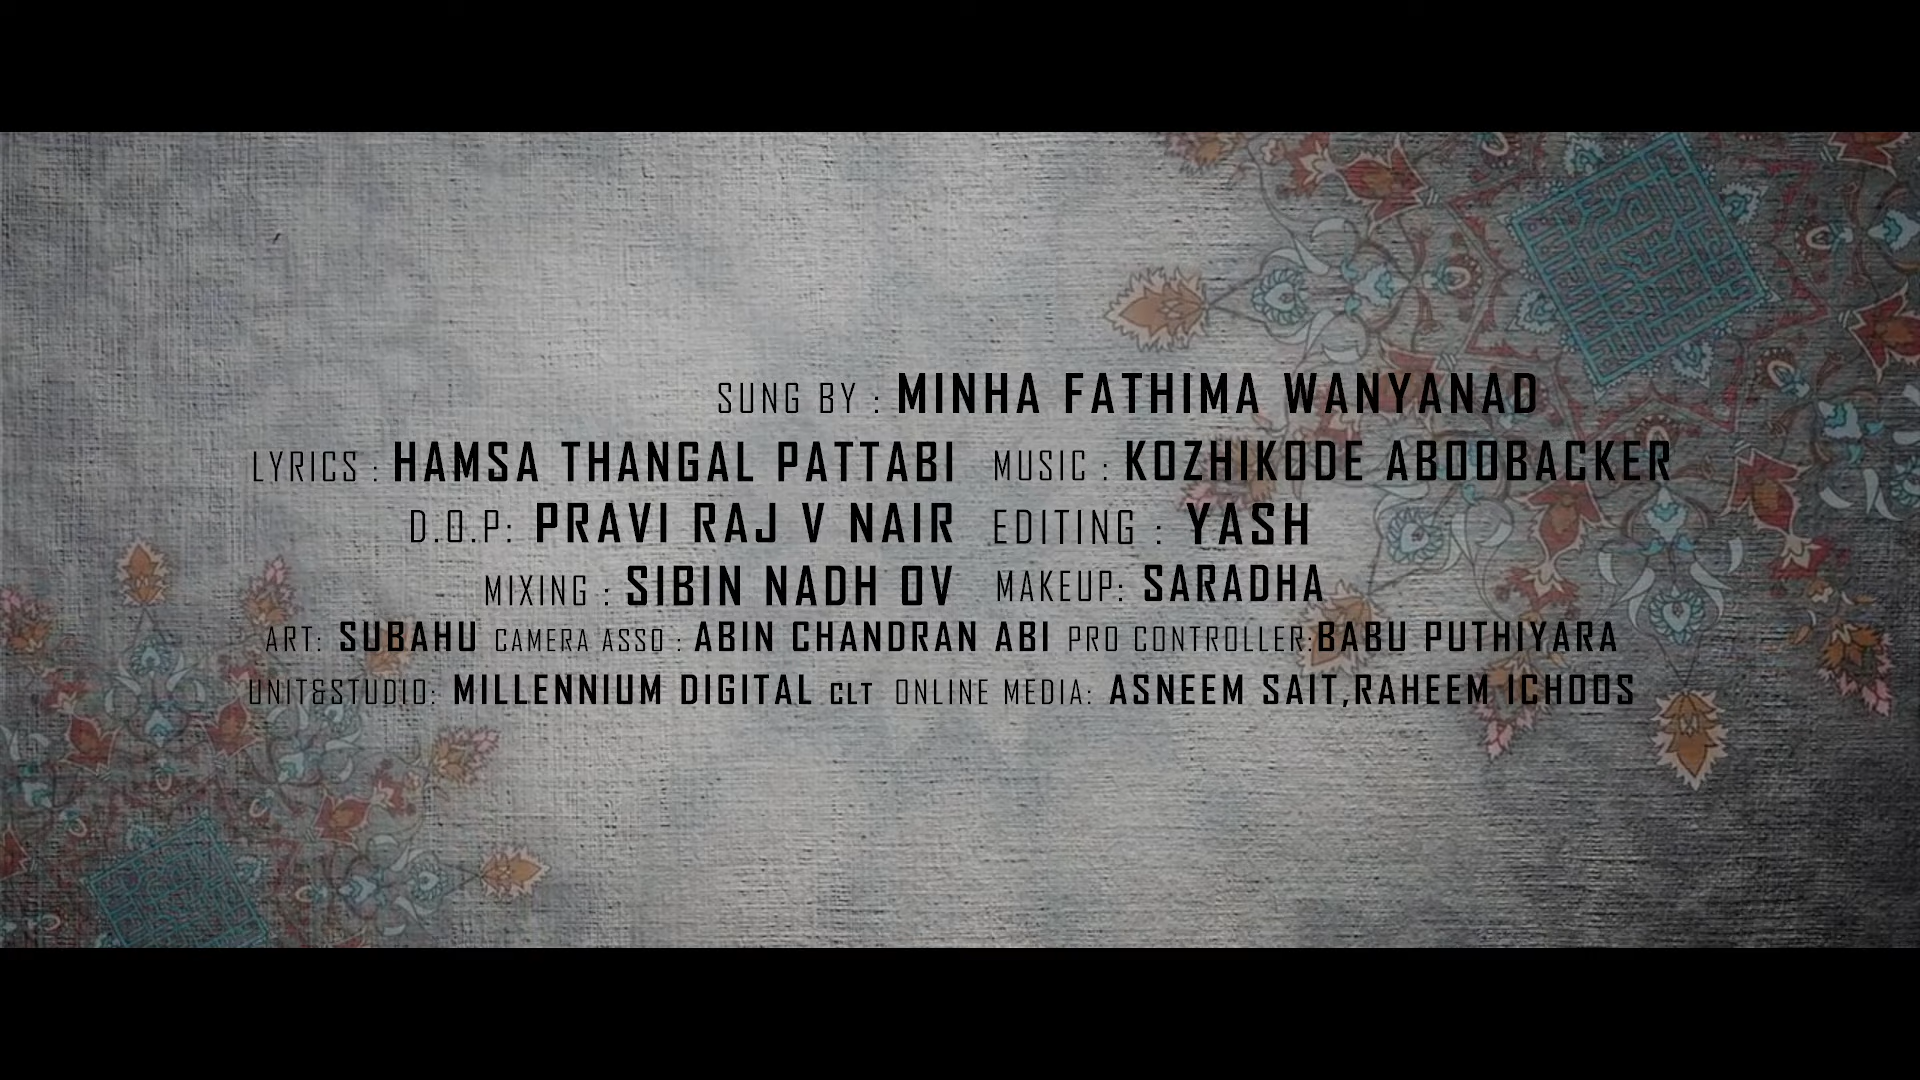 SUNG BY : MINHA FATHIMA WANYANAD
LYRICS : HAMSA THANGAL PATTABI MUSIC : KOZHIKODE ABOOBACKER
D.O.P: PRAVI RAJ V NAIR EDITING : YASH
MIXING : SIBIN NADH OV MAKEUP: SARADHA
ART: SUBAHU CAMERA ASSO : ABIN CHANDRAN ABI PRO CONTROLLER:BABU PUTHIYARA
UNIT&STUDIO: MILLENNIUM DIGITAL CLT ONLINE MEDIA: ASNEEM SAIT,RAHEEM ICHOOS